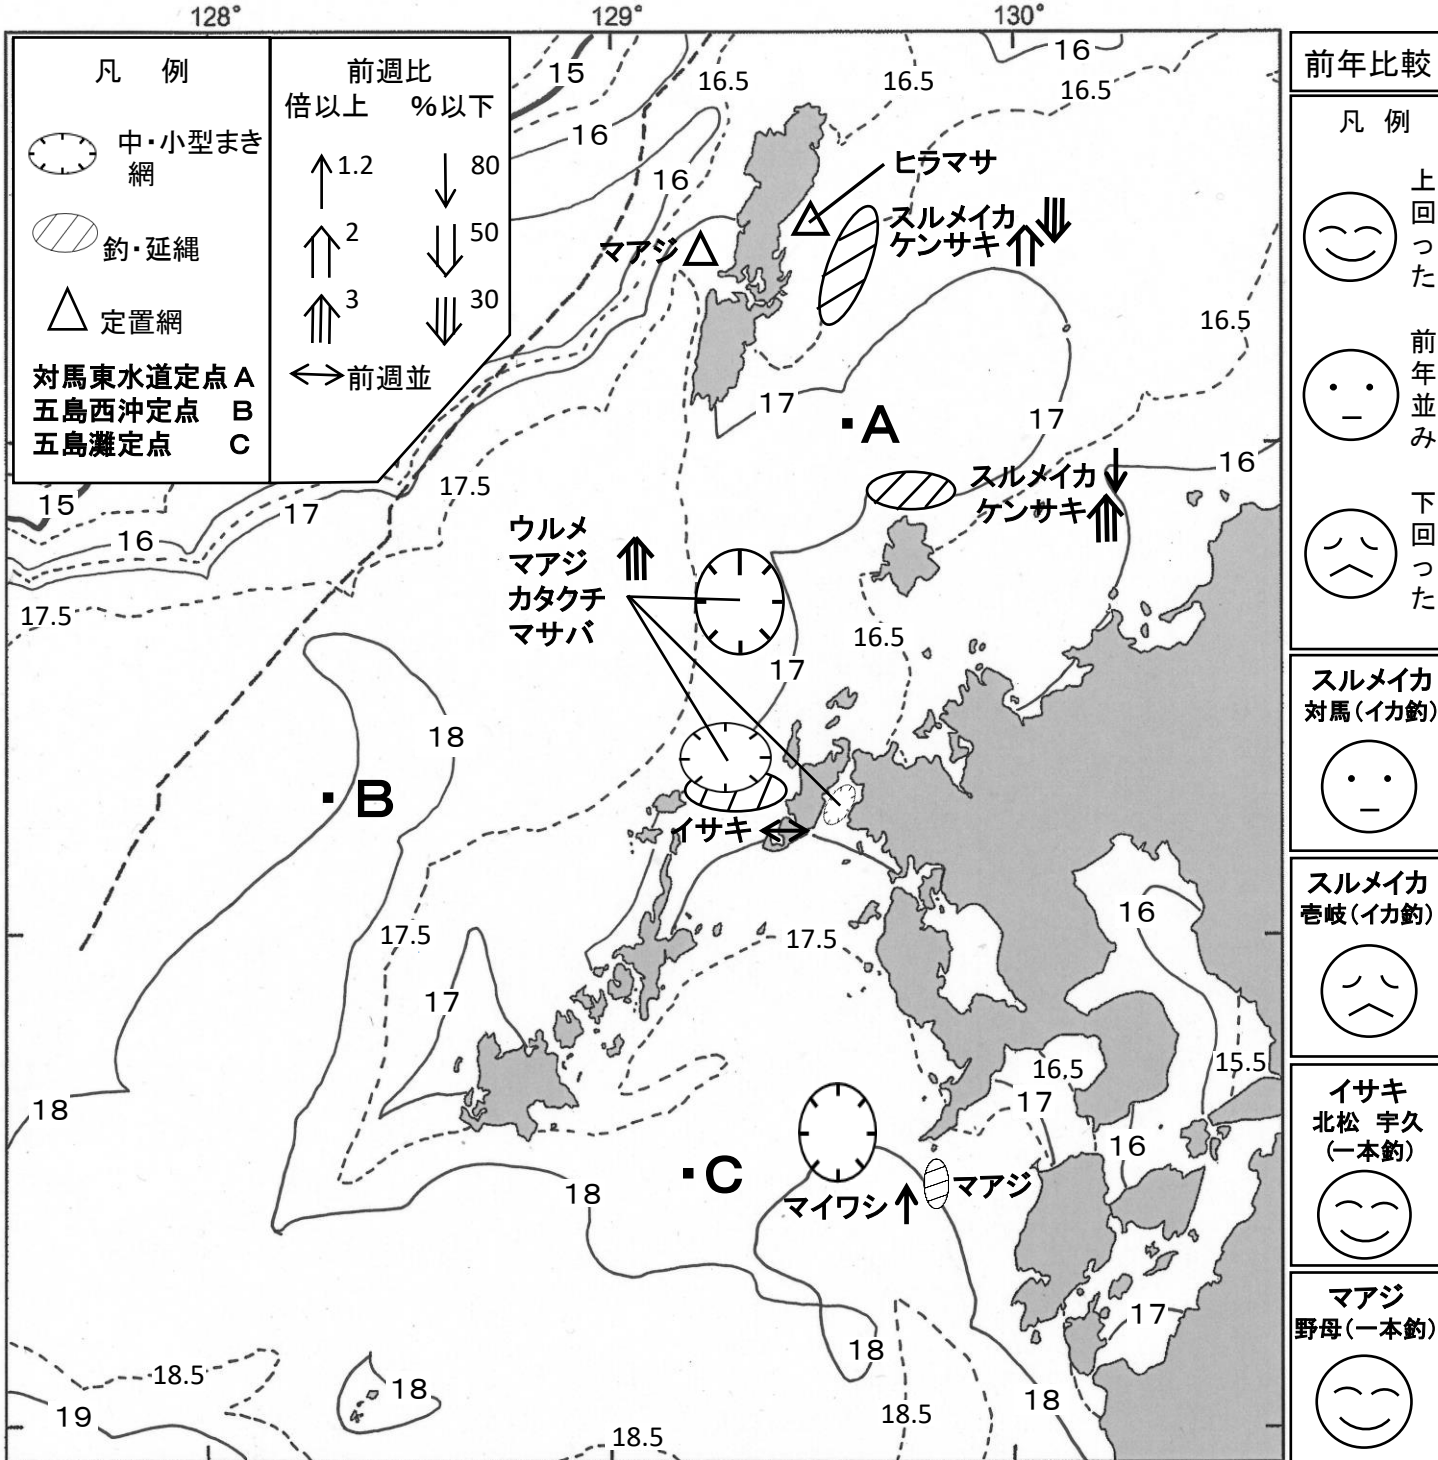 128°
129°
130°
凡 例
中・小型まき
網
釣・延縄
定置網
対馬東水道定点 A
五島西沖定点 B
五島灘定点 C
前週比
倍以上 %以下
1.2 80
2 50
3 30
前週並
15
16
16.5
16.5
16
16.5
16
ヒラマサ
スルメイカ
ケンサキ
マアジ
16.5
17
A
17
16
スルメイカ
ケンサキ
15
16
17
17.5
ウルメ
マアジ
カタクチ
マサバ
17.5
16.5
17
18
B
イサキ
16
17.5
17.5
17
15.5
16.5
17
18
16
C
18
マイワシ
マアジ
17
18
18.5
18
19
18.5
18
18.5
前年比較
凡 例
上回った
前年並み
下回った
スルメイカ
対馬(イカ釣)
スルメイカ
壱岐(イカ釣)
イサキ
北松 宇久
(一本釣)
マアジ
野母(一本釣)